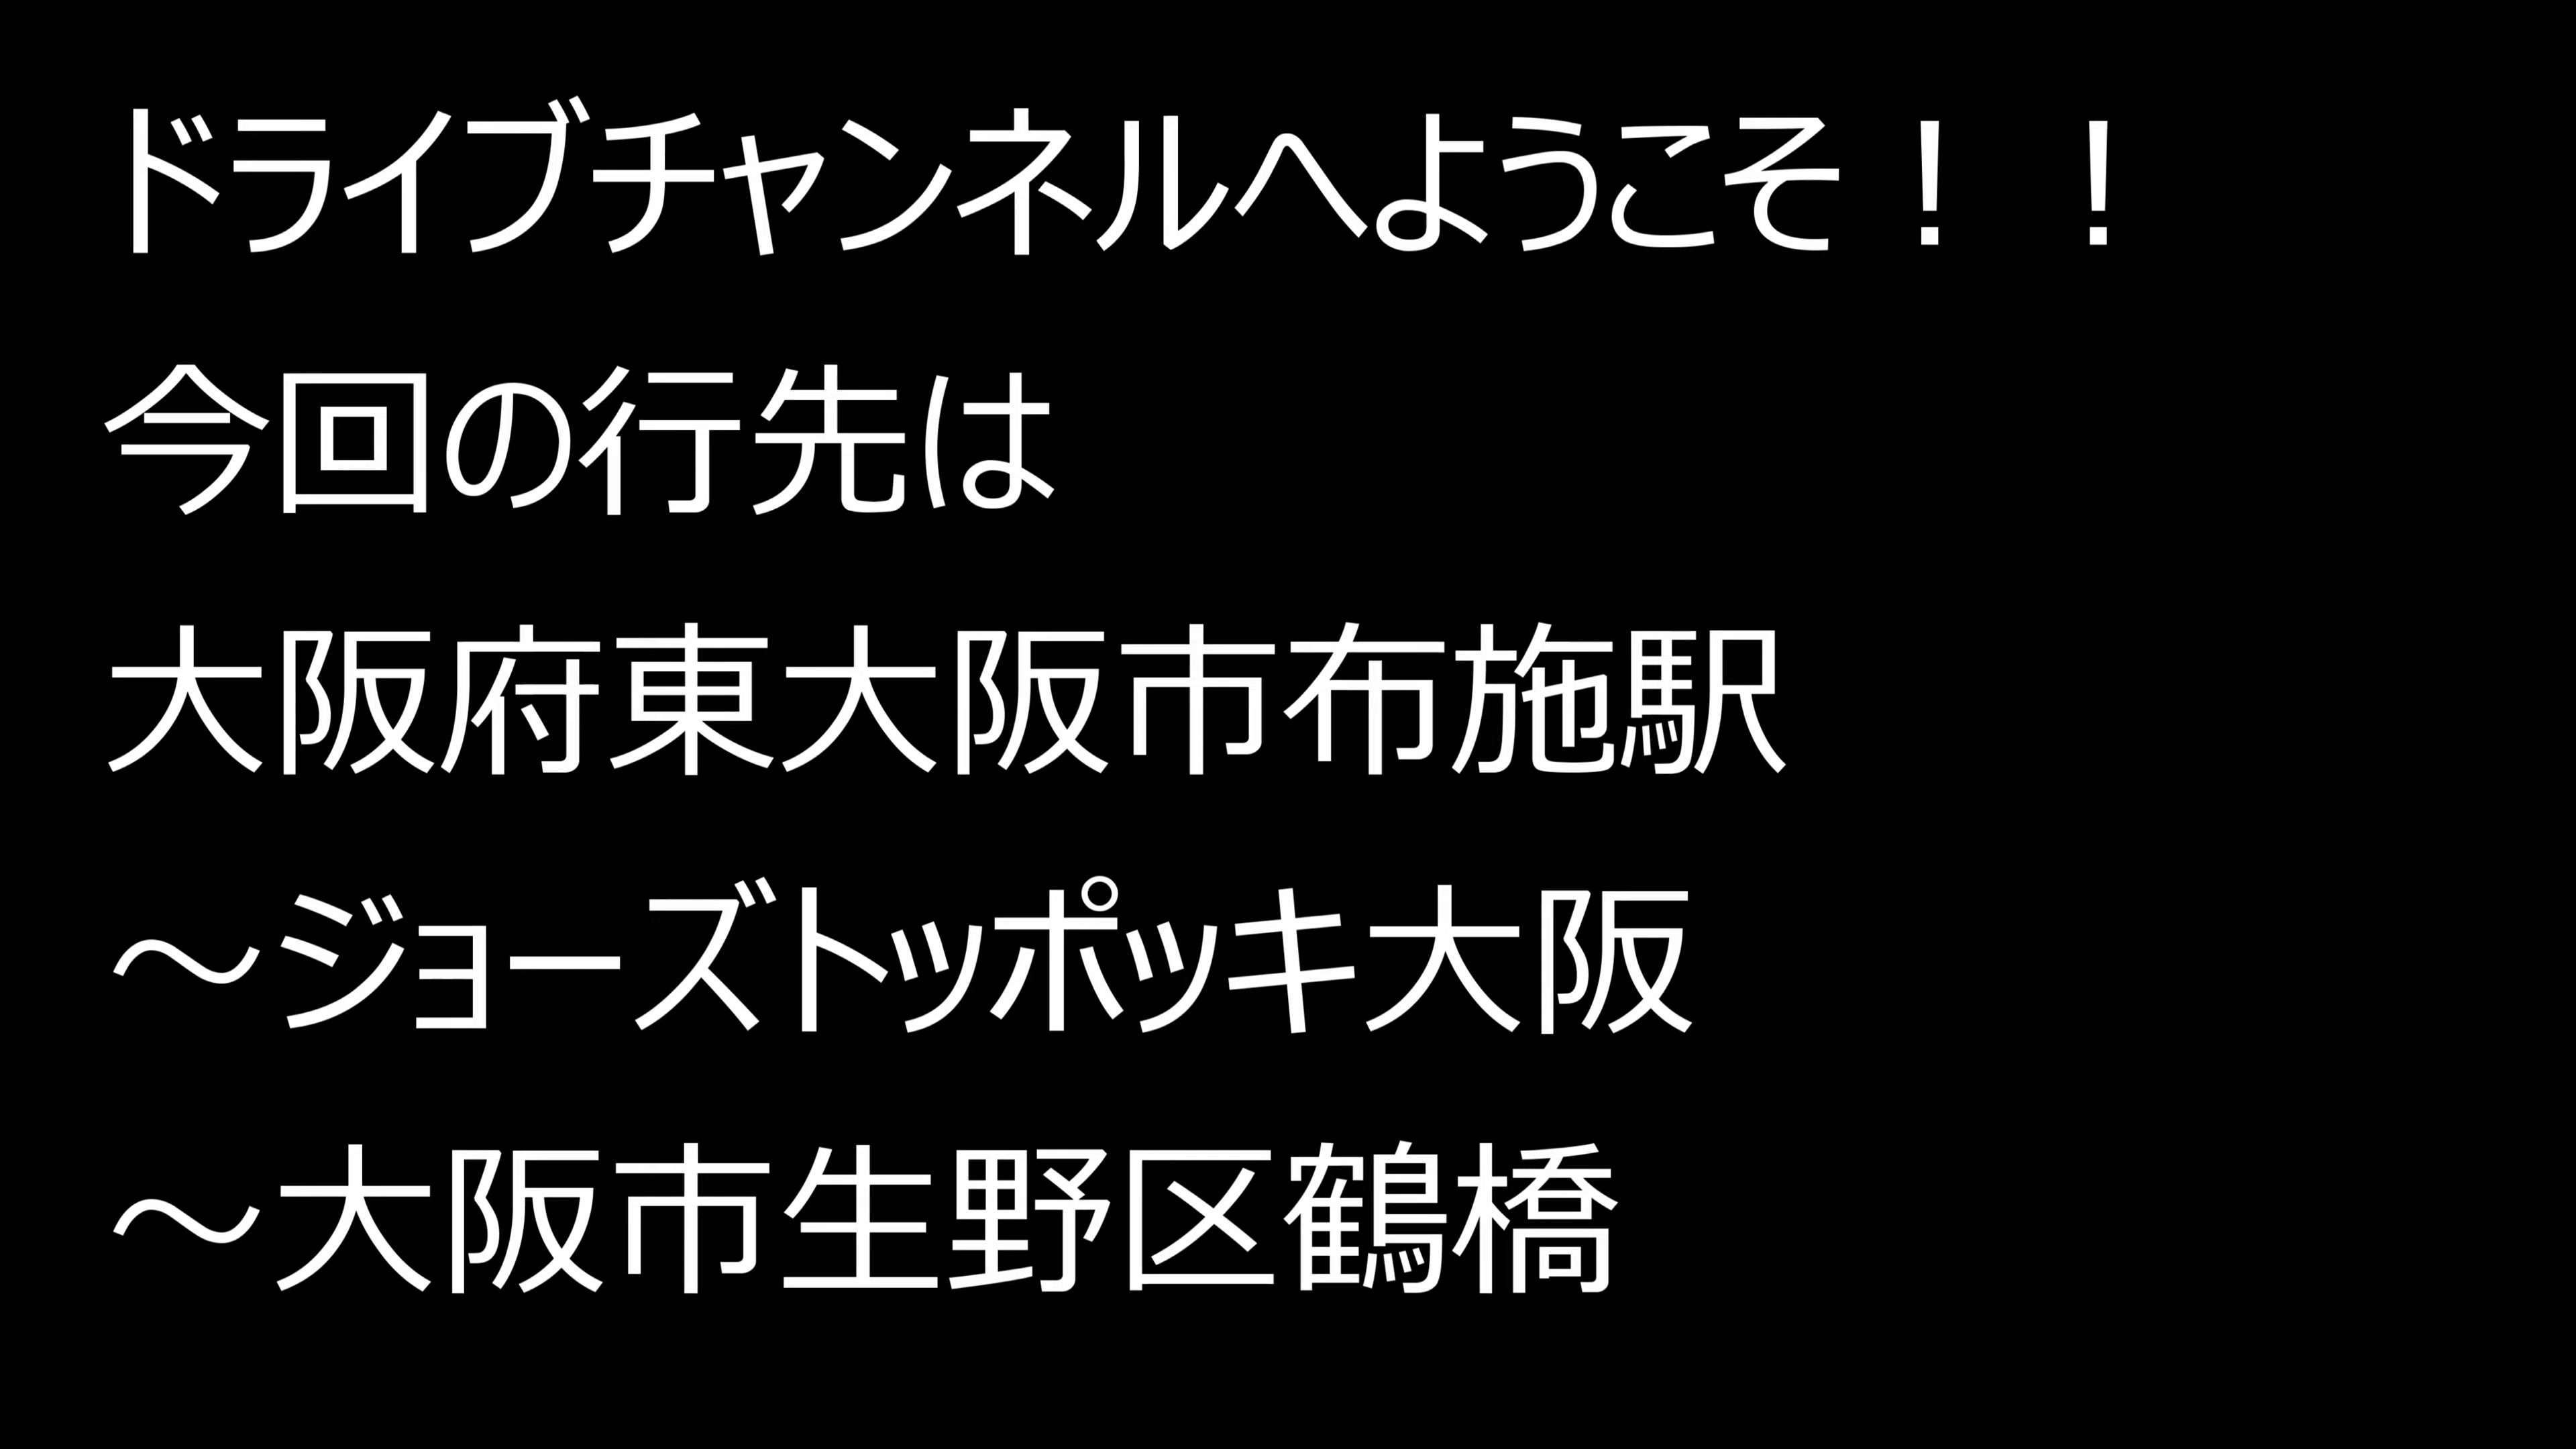 ドライブチャンネルへようこそ！！
今回の行先は
大阪府東大阪市布施駅
～ジョーズトッポッキ大阪
～大阪市生野区鶴橋